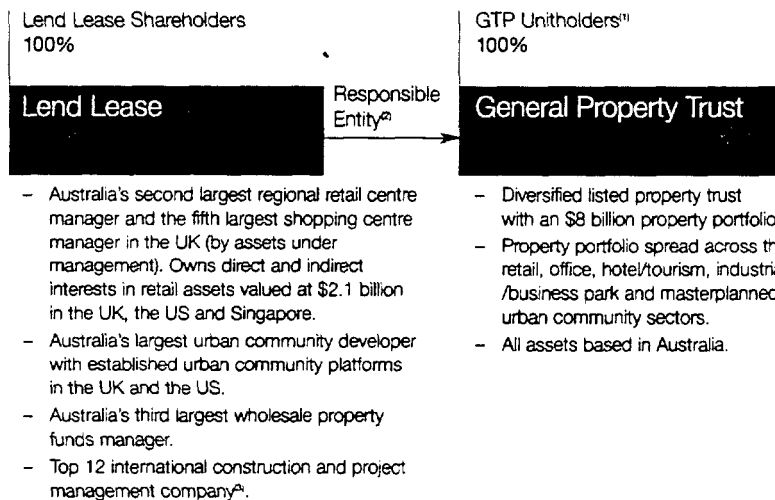 Lend Lease Shareholders
100%
Lend Lease
Responsible
Entity⁽²⁾
GTP Unitholders⁽¹⁾
100%
General Property Trust
– Australia's second largest regional retail centre
manager and the fifth largest shopping centre
manager in the UK (by assets under
management). Owns direct and indirect
interests in retail assets valued at $2.1 billion
in the UK, the US and Singapore.
– Australia's largest urban community developer
with established urban community platforms
in the UK and the US.
– Australia's third largest wholesale property
funds manager.
– Top 12 international construction and project
management company⁽³⁾.
– Diversified listed property trust
with an $8 billion property portfolio
– Property portfolio spread across th
retail, office, hotel/tourism, industria
/business park and masterplanned
urban community sectors.
– All assets based in Australia.